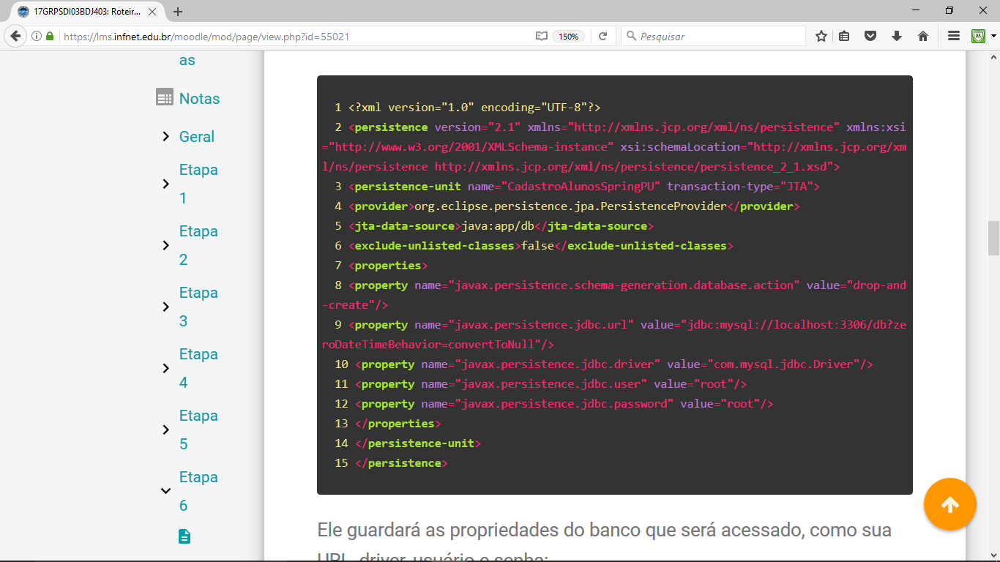 17GRPSDI03BDJ403: Roteir...
https://lms.infnet.edu.br/moodle/mod/page/view.php?id=55021
150%
Pesquisar
as
Notas
Geral
Etapa
1
Etapa
2
Etapa
3
Etapa
4
Etapa
5
Etapa
6
1 <?xml version="1.0" encoding="UTF-8"?>
2 <persistence version="2.1" xmlns="http://xmlns.jcp.org/xml/ns/persistence" xmlns:xsi
="http://www.w3.org/2001/XMLSchema-instance" xsi:schemaLocation="http://xmlns.jcp.org/xm
l/ns/persistence http://xmlns.jcp.org/xml/ns/persistence/persistence_2_1.xsd">
3 <persistence-unit name="CadastroAlunosSpringPU" transaction-type="JTA">
4 <provider>org.eclipse.persistence.jpa.PersistenceProvider</provider>
5 <jta-data-source>java:app/db</jta-data-source>
6 <exclude-unlisted-classes>false</exclude-unlisted-classes>
7 <properties>
8 <property name="javax.persistence.schema-generation.database.action" value="drop-and
-create"/>
9 <property name="javax.persistence.jdbc.url" value="jdbc:mysql://localhost:3306/db?ze
roDateTimeBehavior=convertToNull"/>
10 <property name="javax.persistence.jdbc.driver" value="com.mysql.jdbc.Driver"/>
11 <property name="javax.persistence.jdbc.user" value="root"/>
12 <property name="javax.persistence.jdbc.password" value="root"/>
13 </properties>
14 </persistence-unit>
15 </persistence>
Ele guardará as propriedades do banco que será acessado, como sua
URL, driver, usuário e senha: